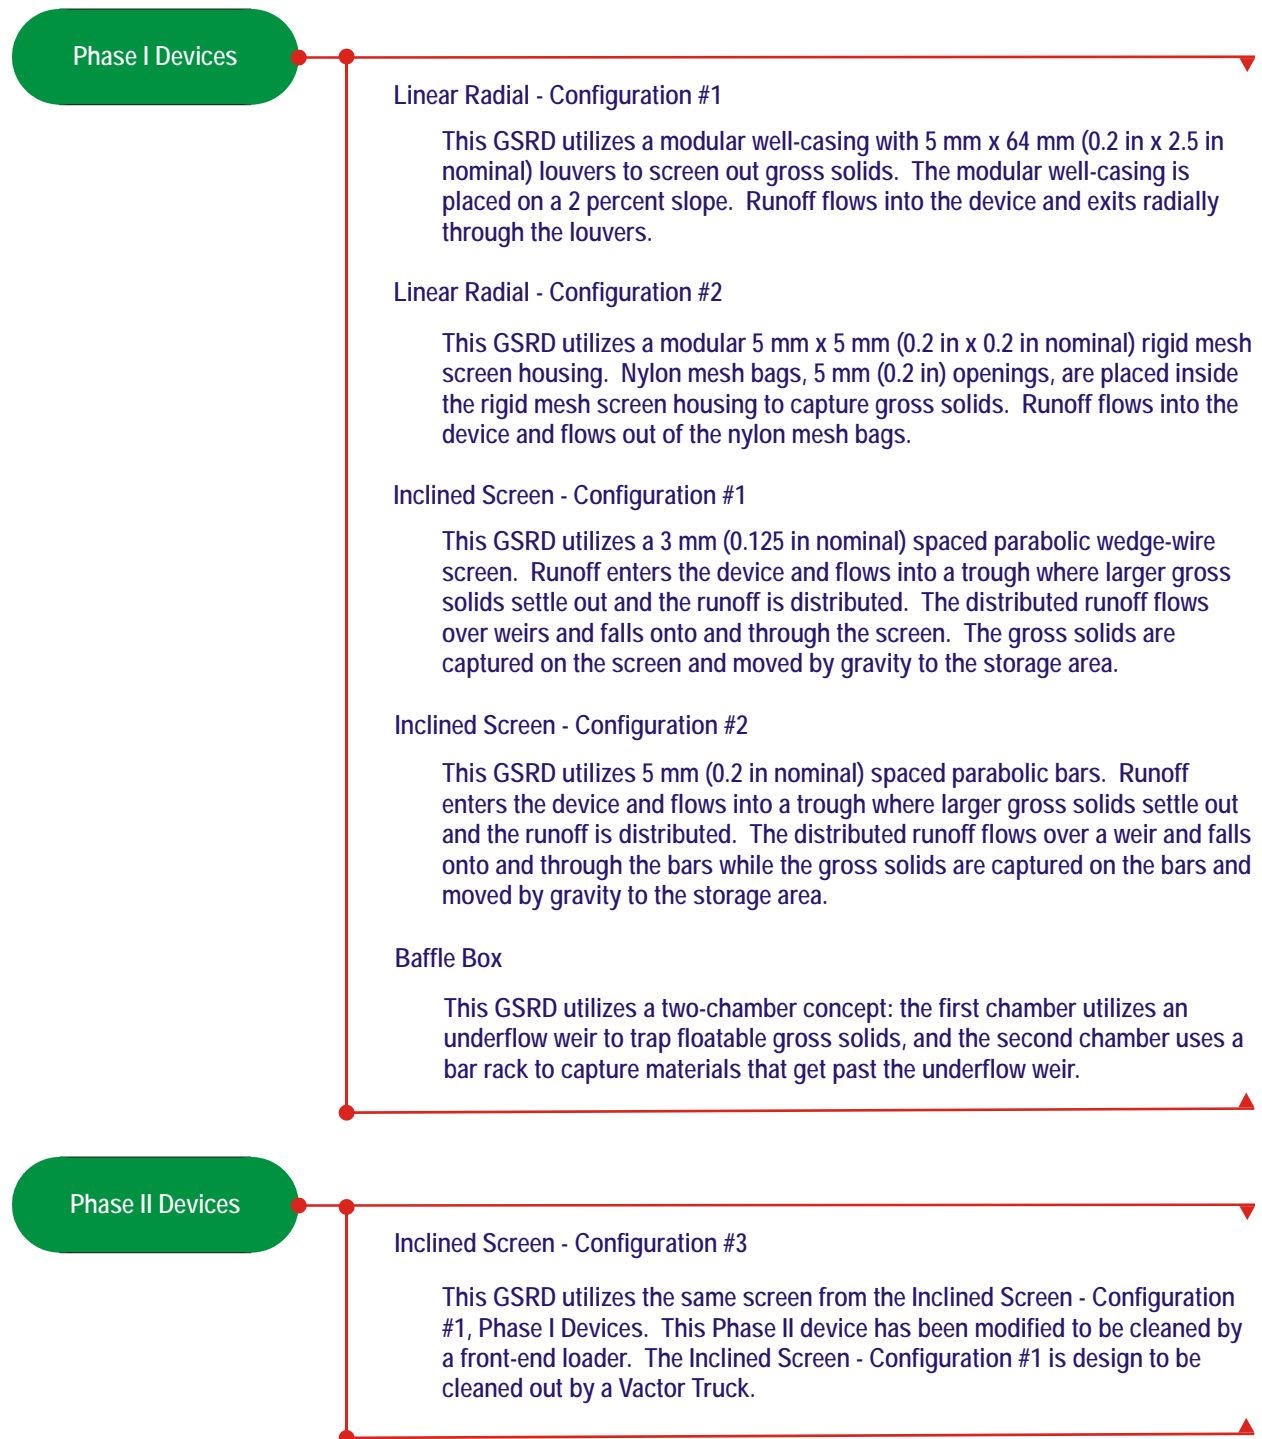 Phase I Devices
Linear Radial - Configuration #1
This GSRD utilizes a modular well-casing with 5 mm x 64 mm (0.2 in x 2.5 in
nominal) louvers to screen out gross solids.  The modular well-casing is
placed on a 2 percent slope.  Runoff flows into the device and exits radially
through the louvers.
Linear Radial - Configuration #2
This GSRD utilizes a modular 5 mm x 5 mm (0.2 in x 0.2 in nominal) rigid mesh
screen housing.  Nylon mesh bags, 5 mm (0.2 in) openings, are placed inside
the rigid mesh screen housing to capture gross solids.  Runoff flows into the
device and flows out of the nylon mesh bags.
Inclined Screen - Configuration #1
This GSRD utilizes a 3 mm (0.125 in nominal) spaced parabolic wedge-wire
screen.  Runoff enters the device and flows into a trough where larger gross
solids settle out and the runoff is distributed.  The distributed runoff flows
over weirs and falls onto and through the screen.  The gross solids are
captured on the screen and moved by gravity to the storage area.
Inclined Screen - Configuration #2
This GSRD utilizes 5 mm (0.2 in nominal) spaced parabolic bars.  Runoff
enters the device and flows into a trough where larger gross solids settle out
and the runoff is distributed.  The distributed runoff flows over a weir and falls
onto and through the bars while the gross solids are captured on the bars and
moved by gravity to the storage area.
Baffle Box
This GSRD utilizes a two-chamber concept: the first chamber utilizes an
underflow weir to trap floatable gross solids, and the second chamber uses a
bar rack to capture materials that get past the underflow weir.
Phase II Devices
Inclined Screen - Configuration #3
This GSRD utilizes the same screen from the Inclined Screen - Configuration
#1, Phase I Devices.  This Phase II device has been modified to be cleaned by
a front-end loader.  The Inclined Screen - Configuration #1 is design to be
cleaned out by a Vactor Truck.